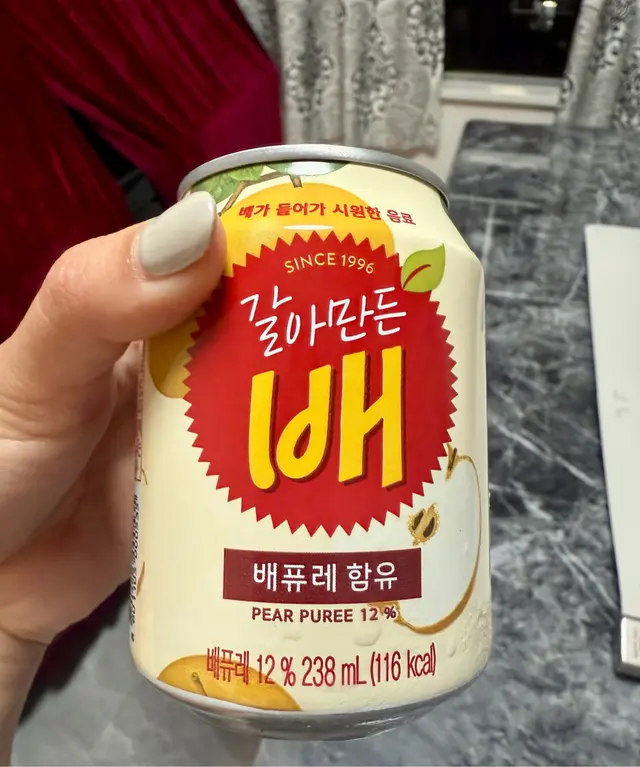 배가 들어가 시원한 음료
SINCE 1996
갈아만든
배
배퓨레 함유
PEAR PUREE 12 %
배퓨레 12 % 238 mL (116 kcal)